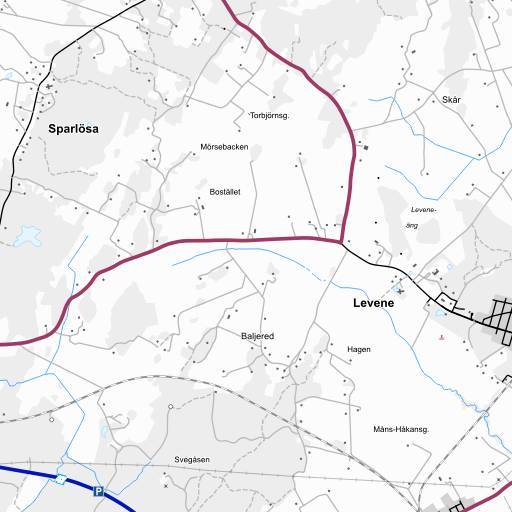 Skår
Torbjörnsg.
Sparlösa
Mörsebacken
Bostället
Levene-
äng
Levene
Baljered
Hagen
Måns-Håkansg.
Svegåsen
P